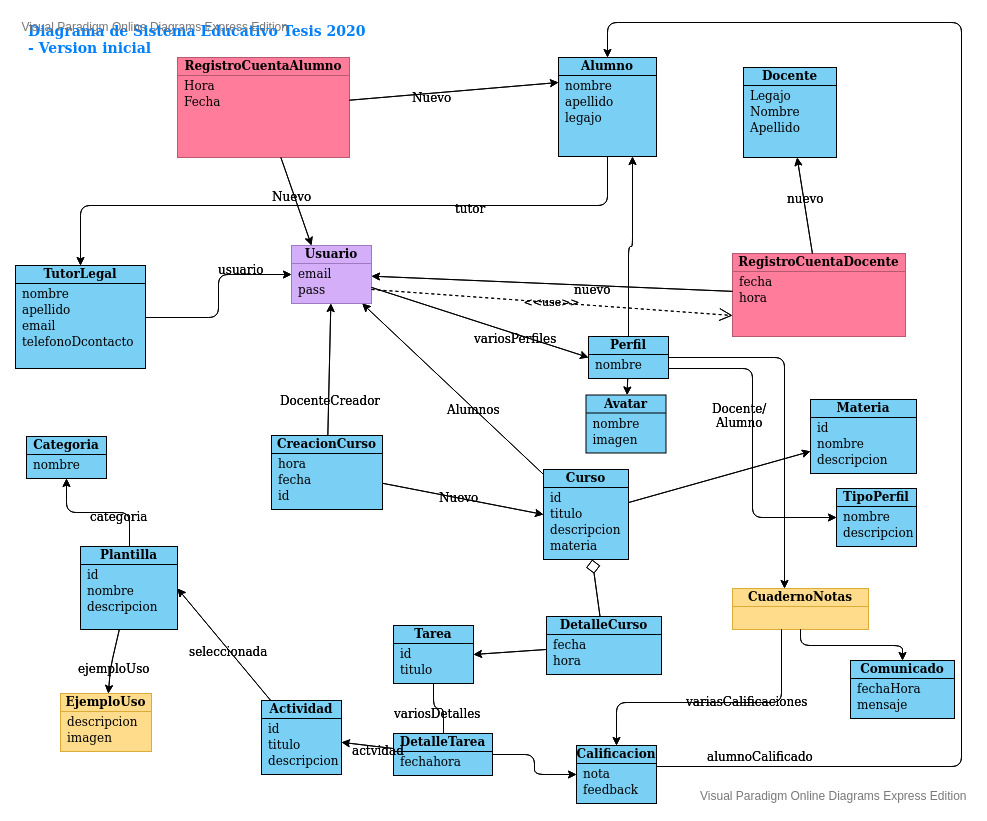 Visual Paradigm Online Diagrams Express Edition
Diagrama de Sistema Educativo Tesis 2020
- Version inicial
RegistroCuentaAlumno
Hora
Fecha
Nuevo
Alumno
nombre
apellido
legajo
Docente
Legajo
Nombre
Apellido
Nuevo
tutor
nuevo
TutorLegal
nombre
apellido
email
telefonoDcontacto
usuario
Usuario
email
pass
RegistroCuentaDocente
fecha
hora
nuevo
<<use>>
variosPerfiles
Perfil
nombre
Avatar
nombre
imagen
DocenteCreador
Alumnos
Docente/
Alumno
Materia
id
nombre
descripcion
Categoria
nombre
CreacionCurso
hora
fecha
id
Nuevo
Curso
id
titulo
descripcion
materia
TipoPerfil
nombre
descripcion
categoria
Plantilla
id
nombre
descripcion
CuadernoNotas
DetalleCurso
fecha
hora
Tarea
id
titulo
seleccionada
ejemploUso
EjemploUso
descripcion
imagen
Comunicado
fechaHora
mensaje
variasCalificaciones
Actividad
id
titulo
descripcion
variosDetalles
DetalleTarea
fechahora
actvidad
Calificacion
nota
feedback
alumnoCalificado
Visual Paradigm Online Diagrams Express Edition